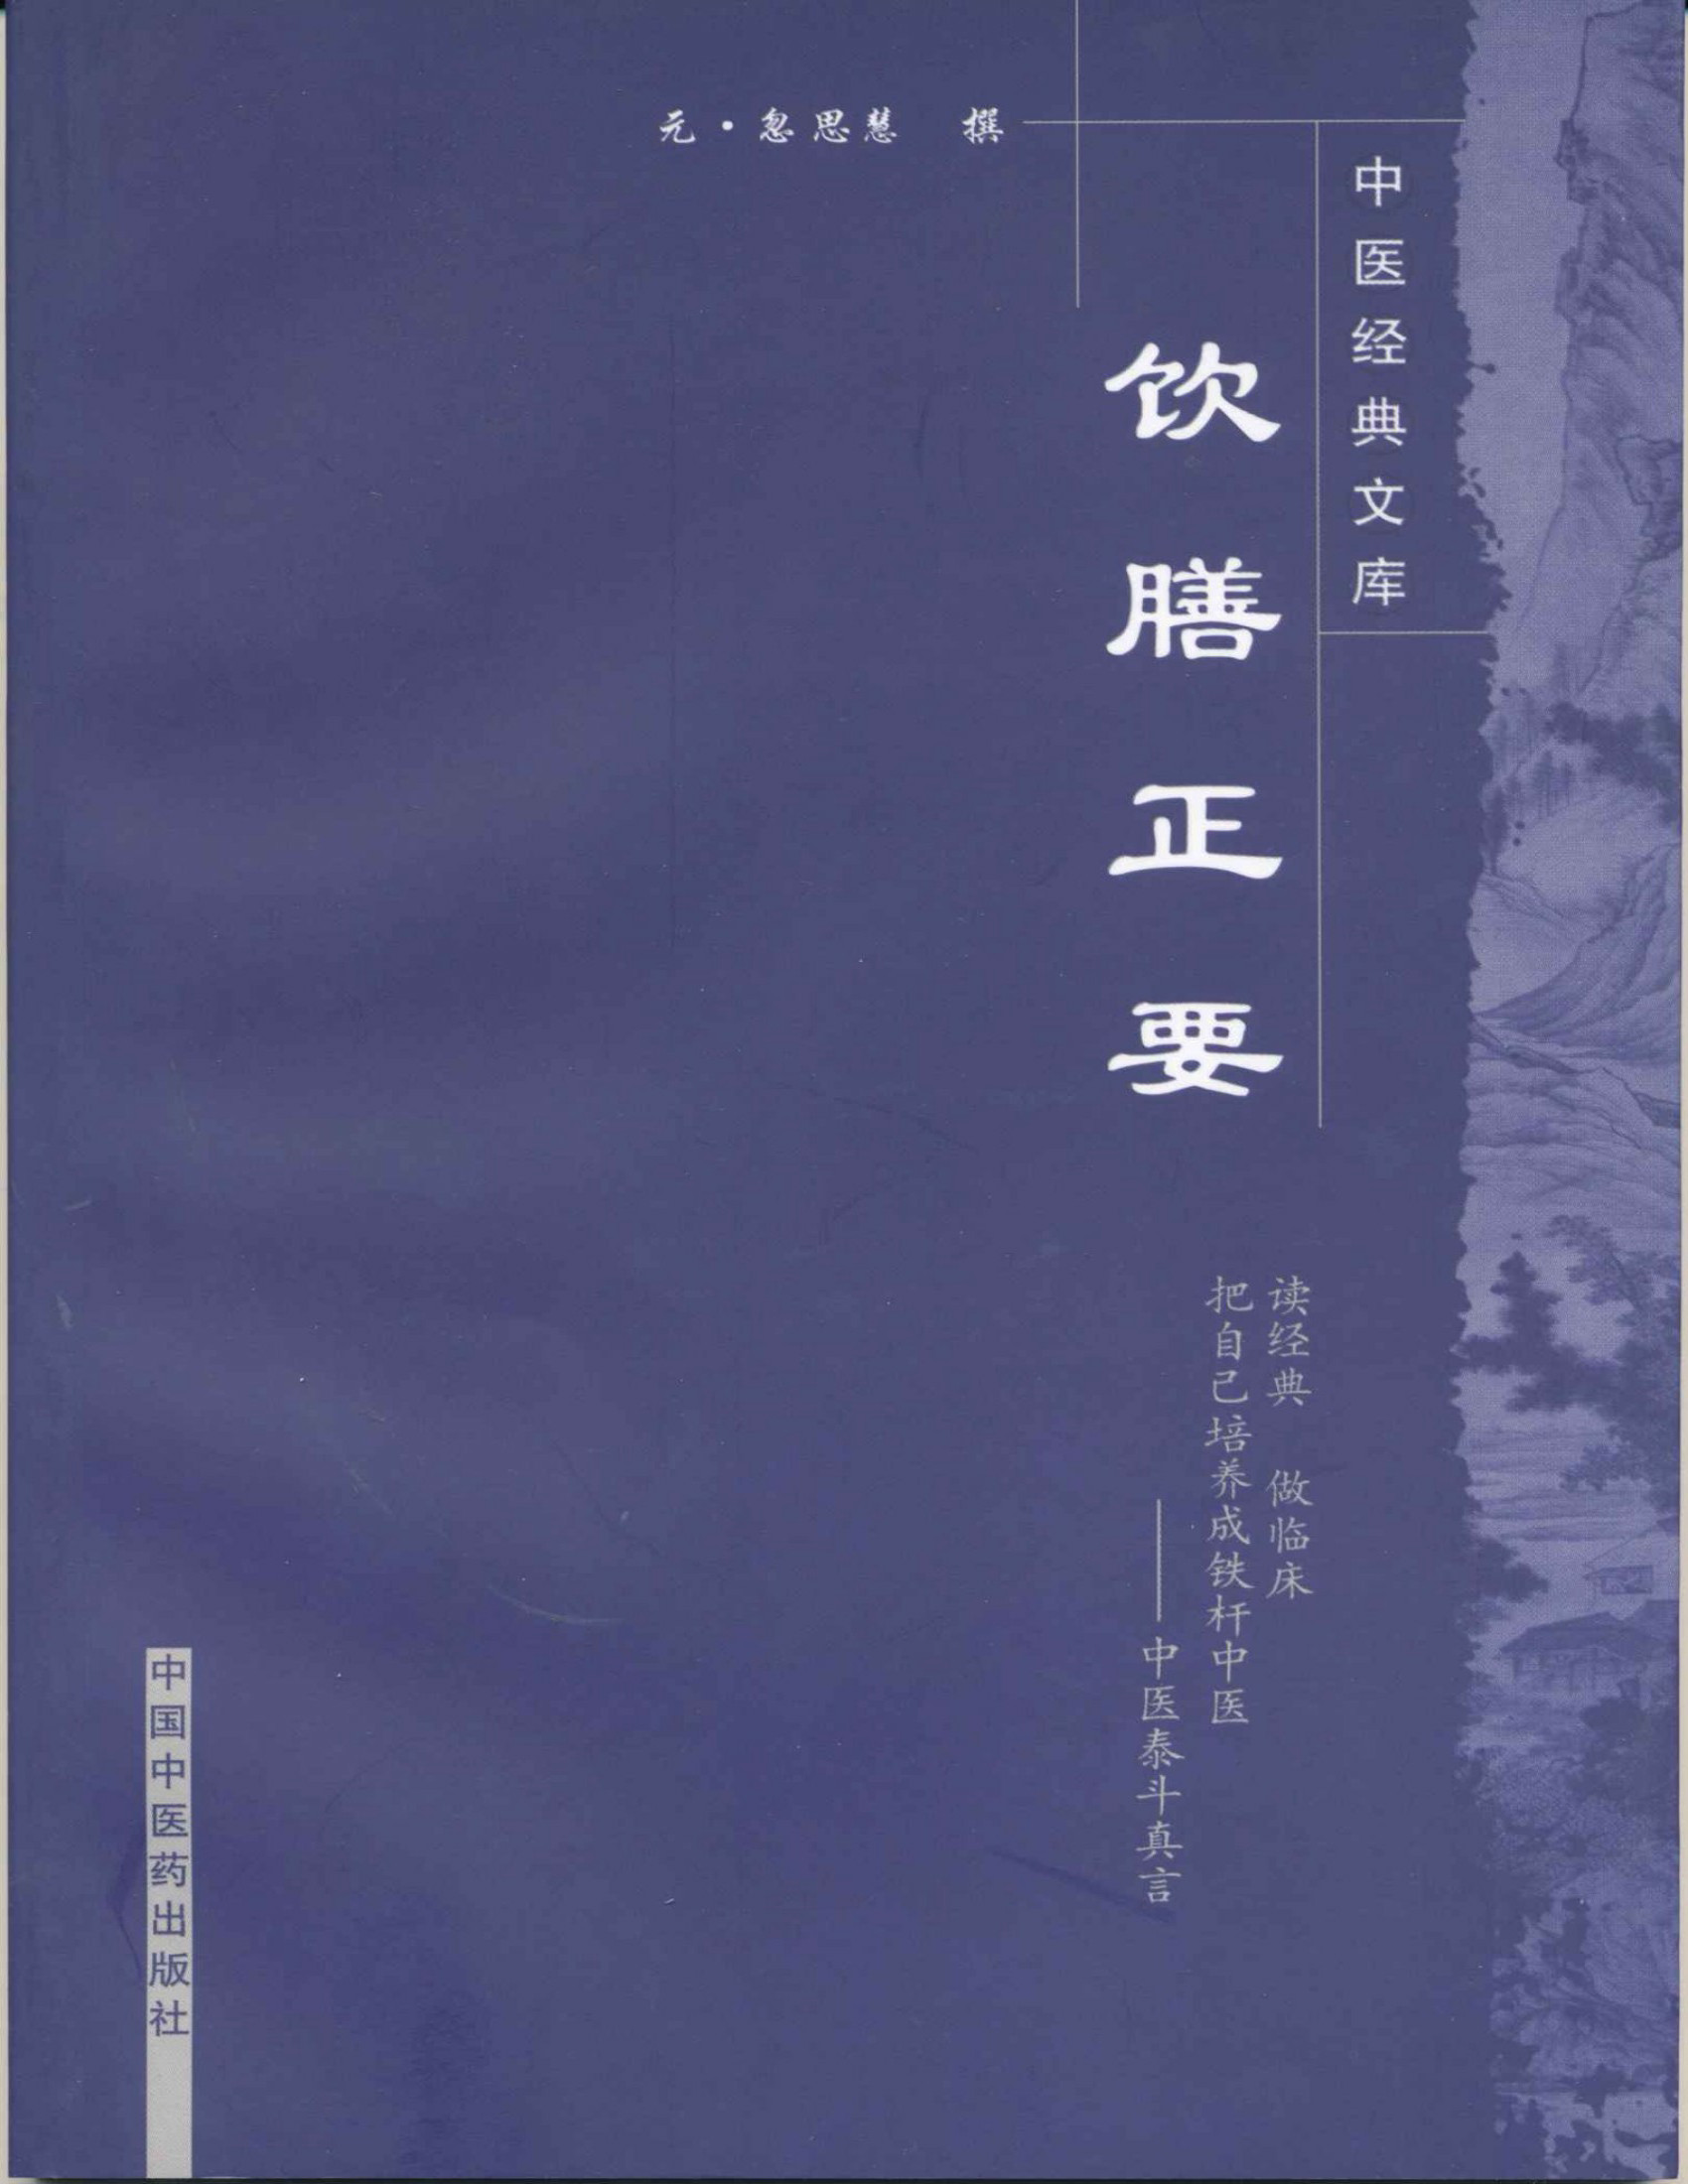 元·忽思慧 撰
中医经典文库
饮膳正要
读经典 做临床
把自己培养成铁杆中医
——中医泰斗真言
中国中医药出版社